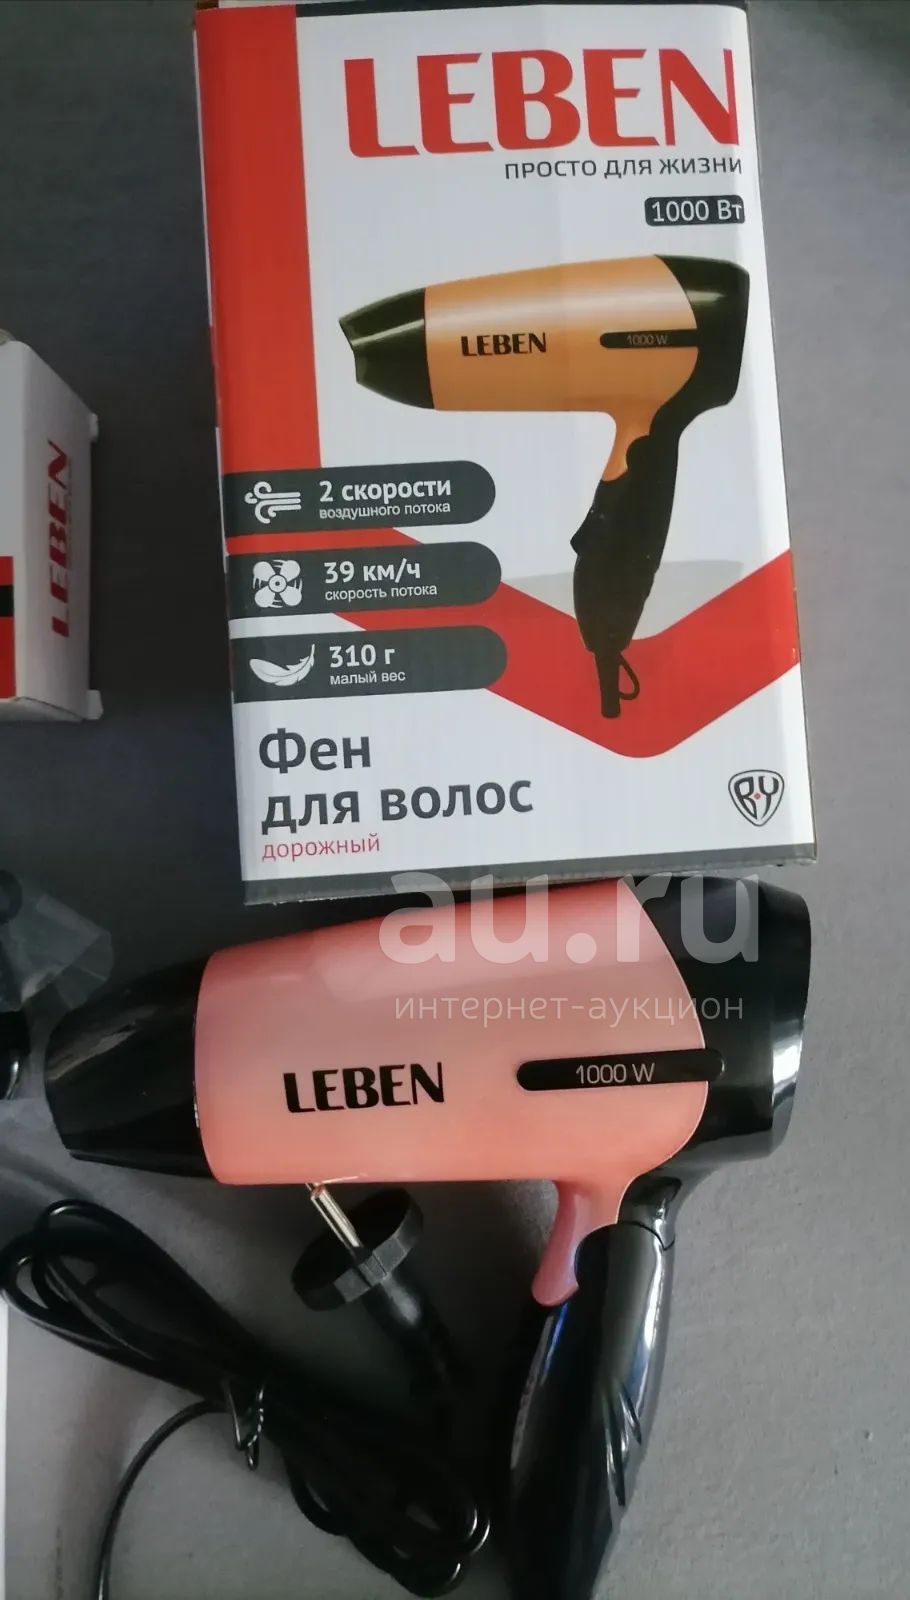 LEBEN
ПРОСТО ДЛЯ ЖИЗНИ
1000 Вт
LEBEN
1000 W
LEBEN
2 скорости
воздушного потока
39 км/ч
скорость потока
310 г
малый вес
Фен
для волос
дорожный
B·Y
au.ru
интернет-аукцион
LEBEN
1000 W